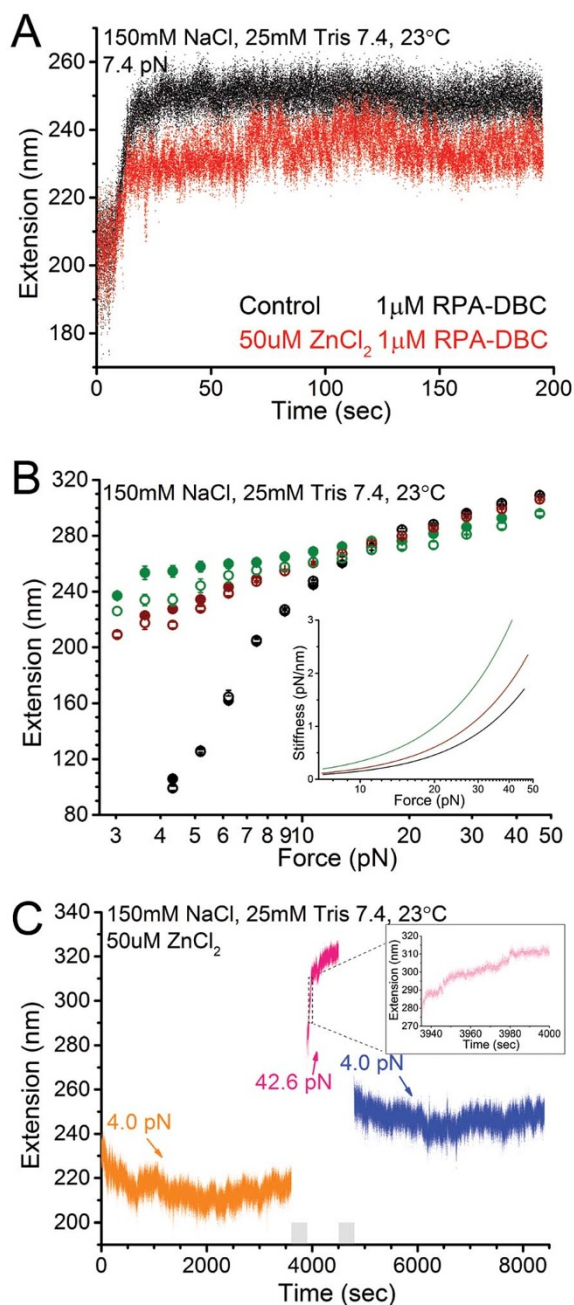 A
150mM NaCl, 25mM Tris 7.4, 23°C
7.4 pN
Extension (nm)
260
240
220
200
180
Control 1μM RPA-DBC
50uM ZnCl2 1μM RPA-DBC
0 50 100 150 200
Time (sec)
B
150mM NaCl, 25mM Tris 7.4, 23°C
Extension (nm)
320
280
240
200
160
120
80
Stiffness (pN/nm)
3
2
1
0
10 20 30 40 50
Force (pN)
3 4 5 6 7 8 9 10 20 30 40 50
Force (pN)
C
150mM NaCl, 25mM Tris 7.4, 23°C
50uM ZnCl2
Extension (nm)
340
320
300
280
260
240
220
200
Extension (nm)
320
310
300
290
280
270
3940 3960 3980 4000
Time (sec)
42.6 pN
4.0 pN
4.0 pN
0 2000 4000 6000 8000
Time (sec)